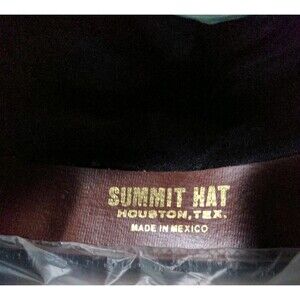 SUMMIT HAT
HOUSTON, TEX.
MADE IN MEXICO